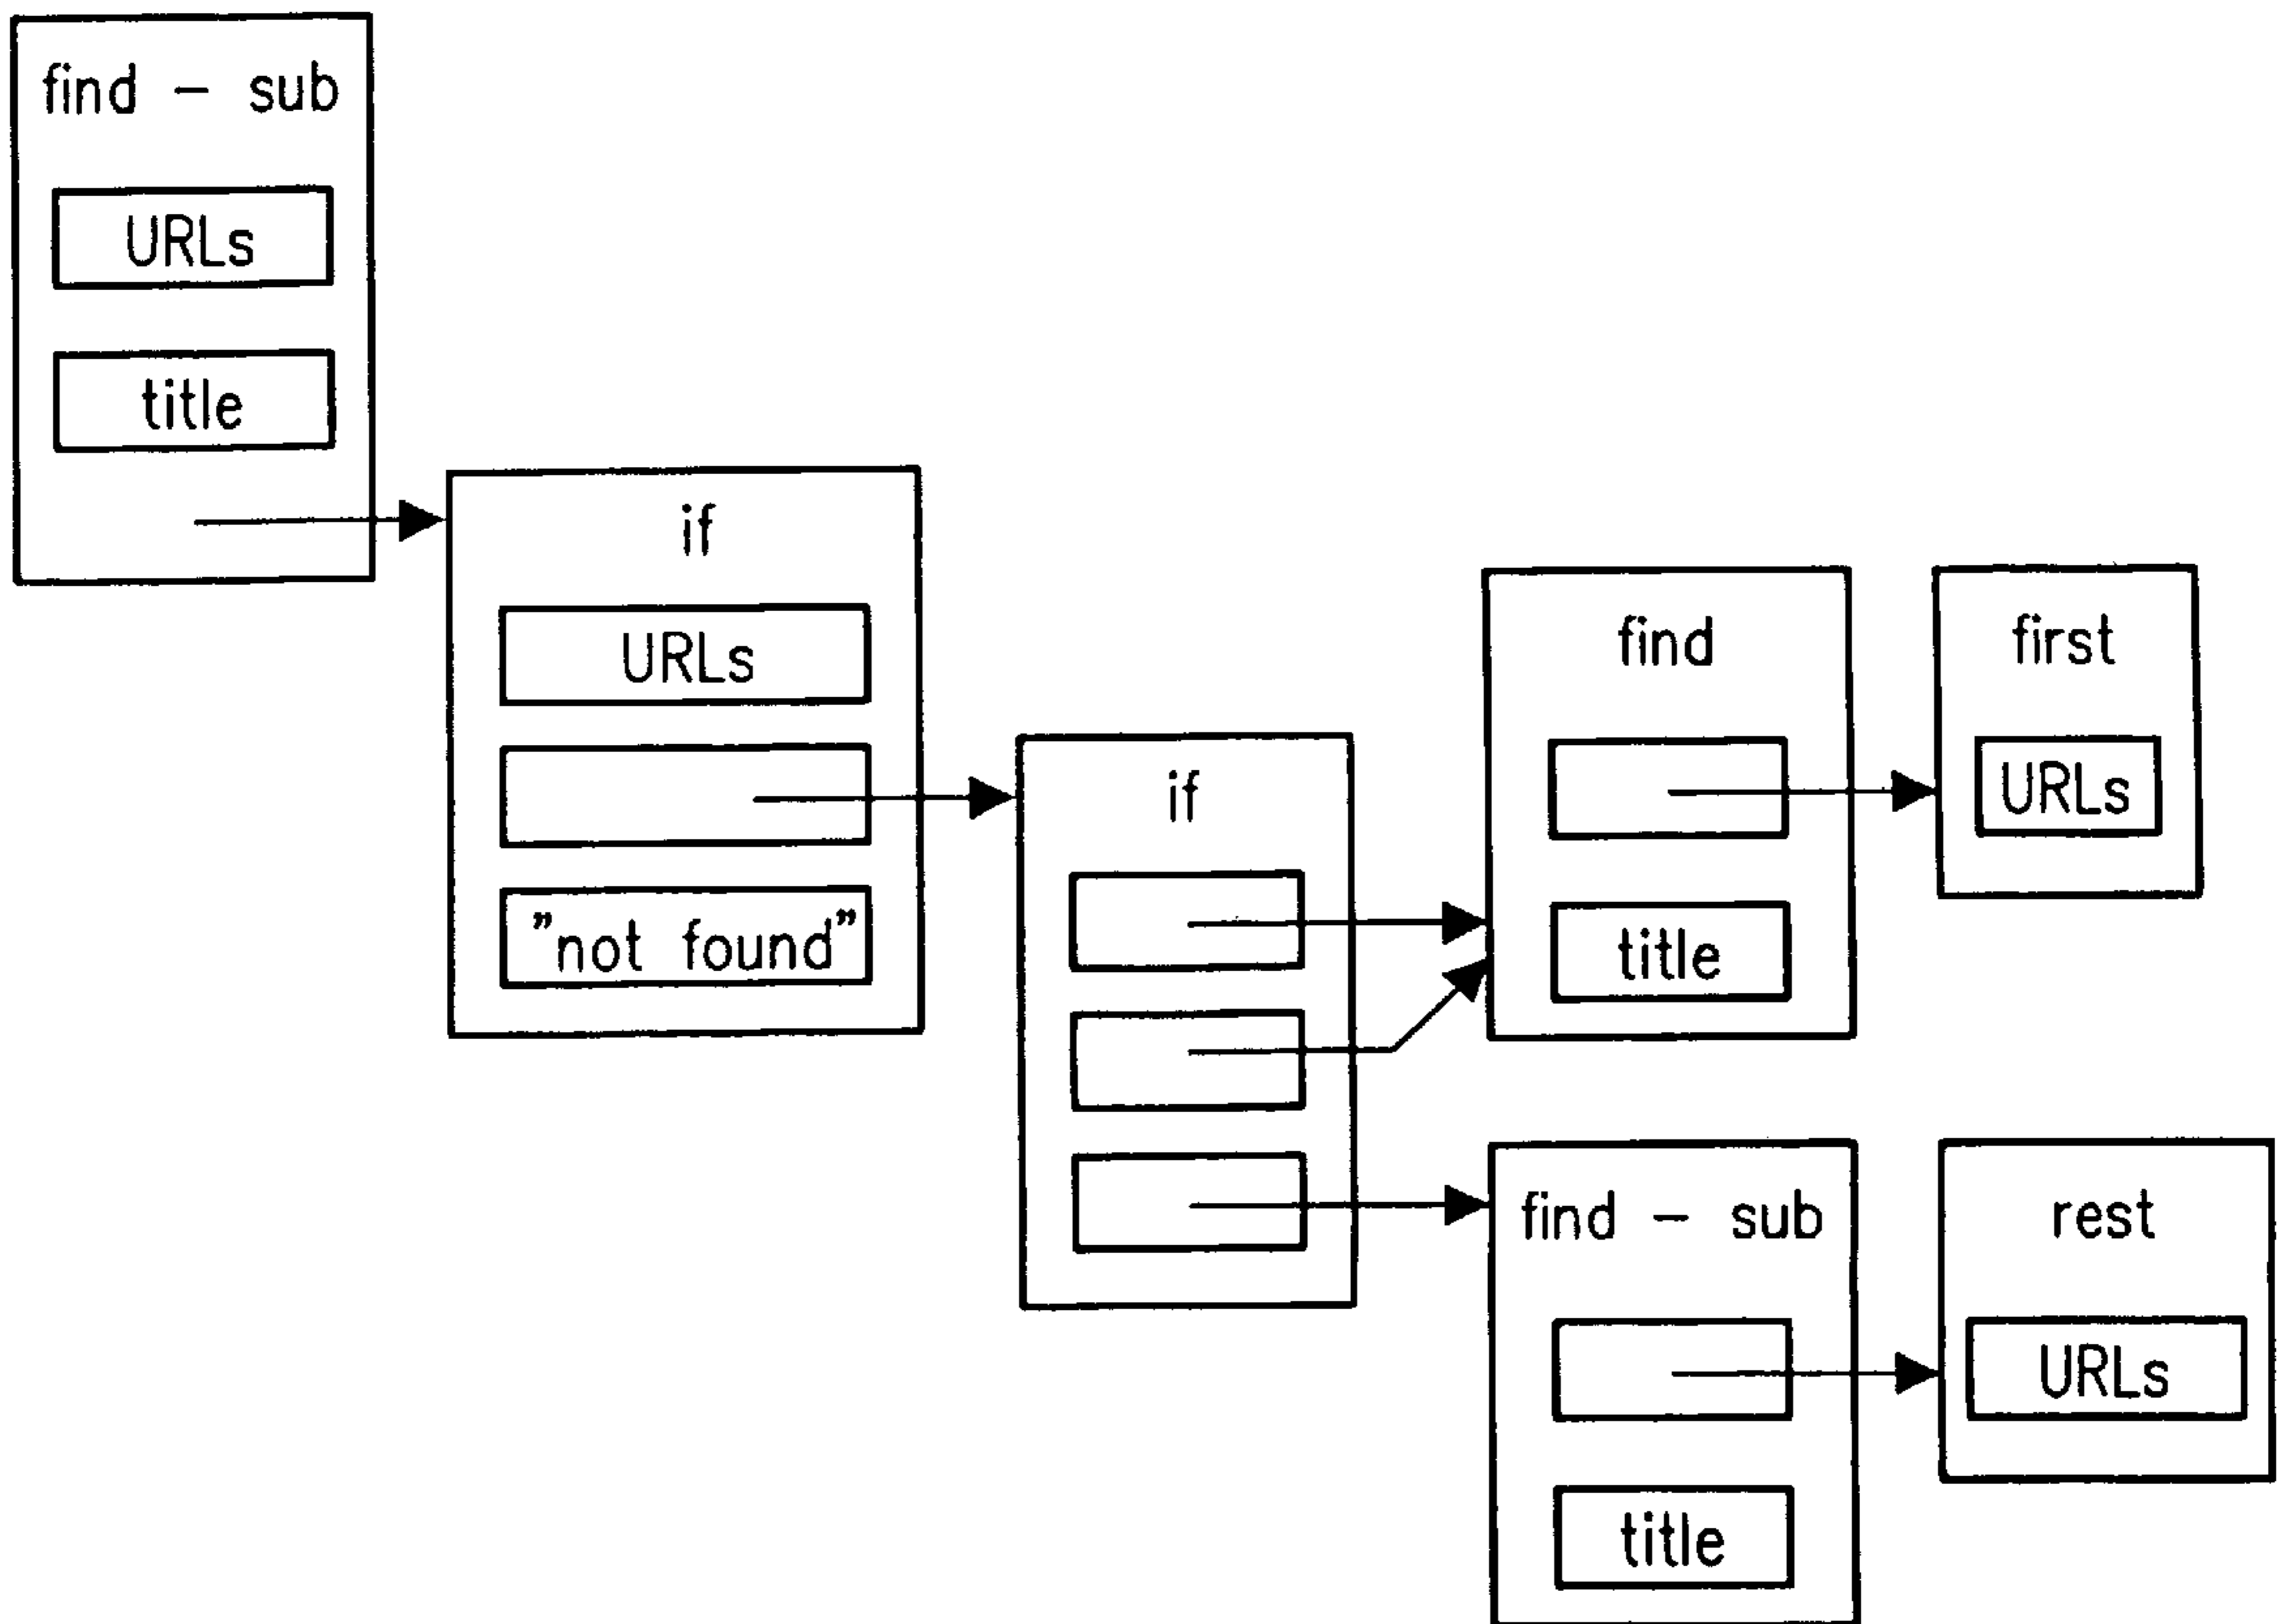 find - sub
URLs
title
if
URLs
"not found"
if
find
title
first
URLs
find - sub
title
rest
URLs